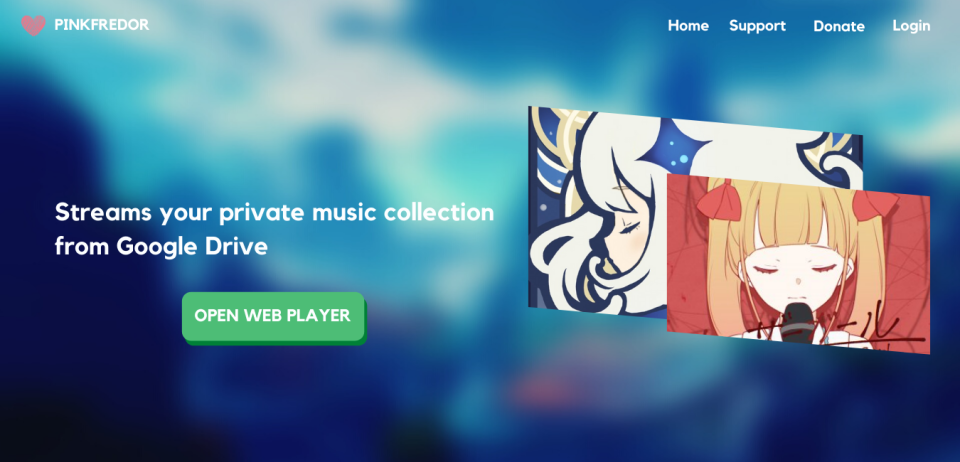 PINKFREDOR
Home Support Donate Login
Streams your private music collection
from Google Drive
OPEN WEB PLAYER